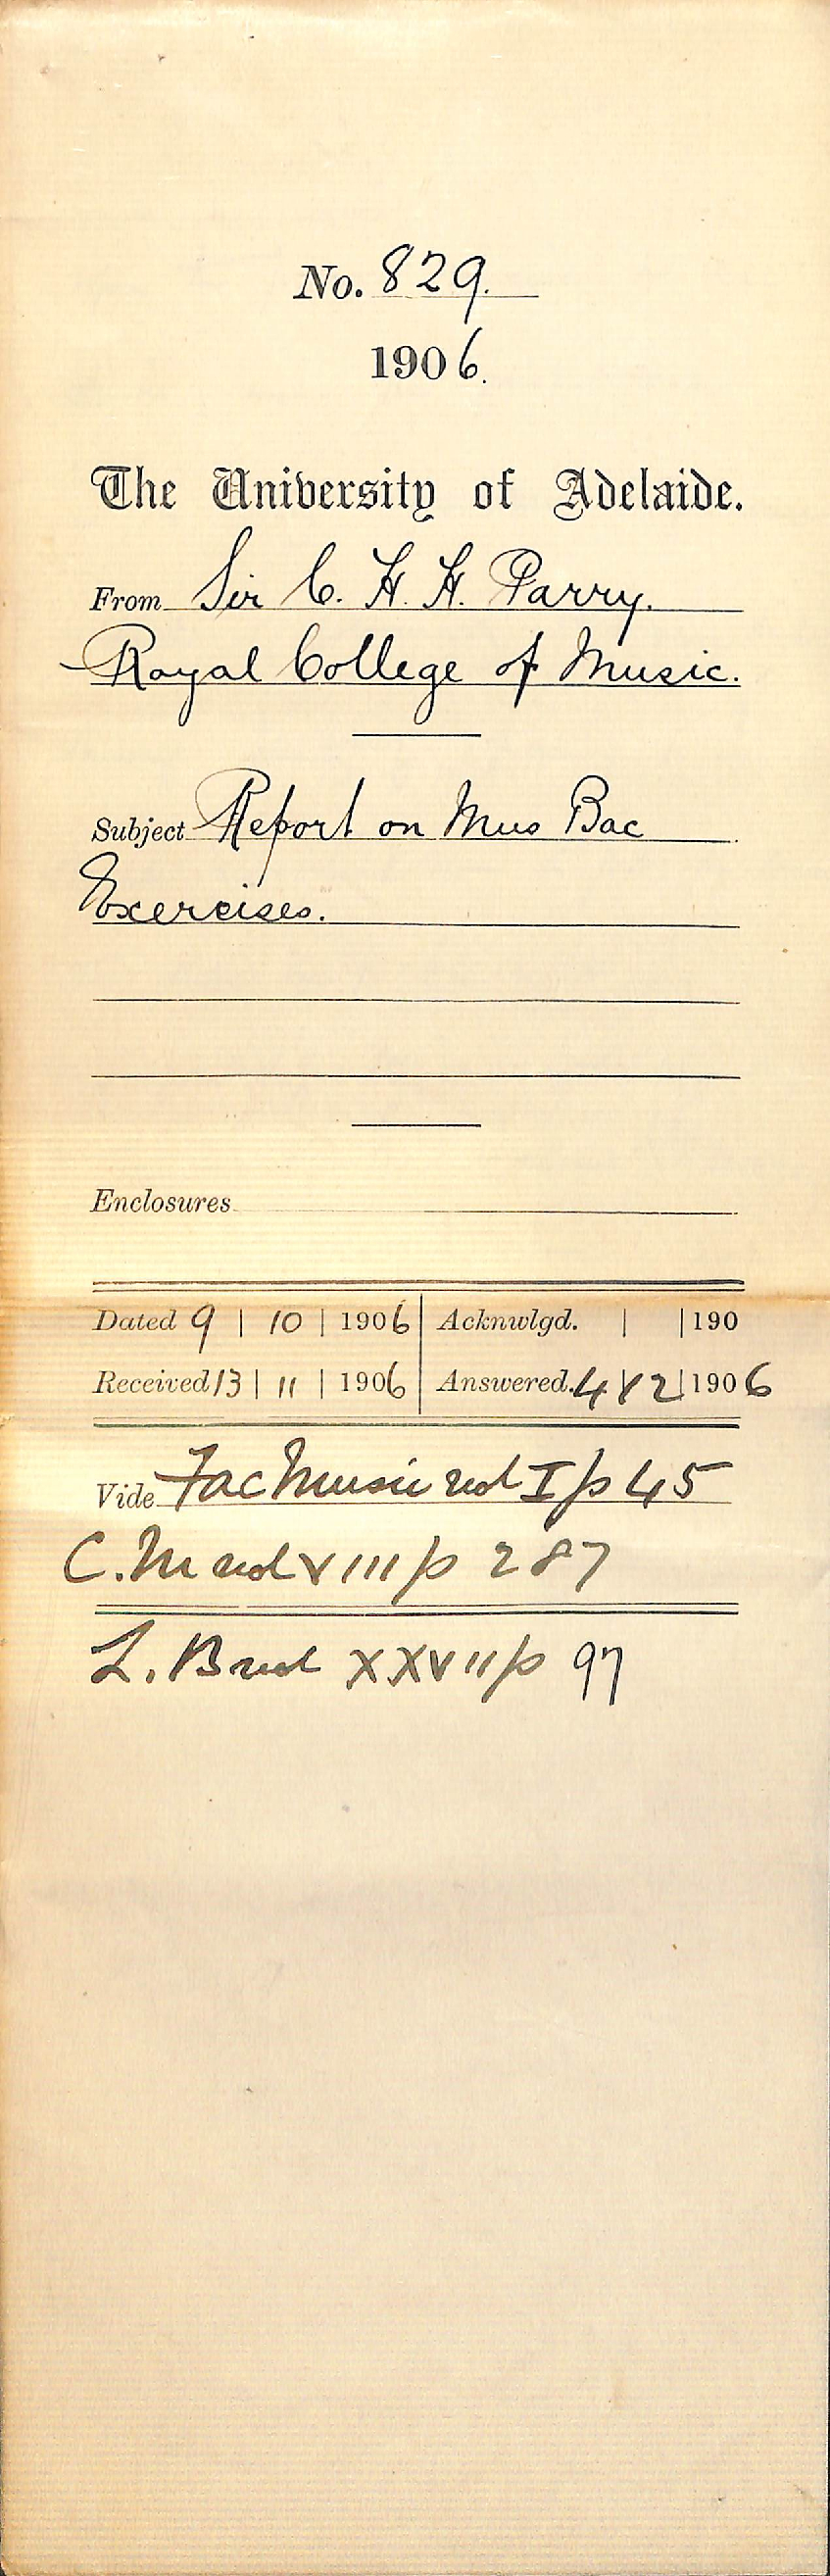 No. 829.
1906.
The University of Adelaide.
From Sir C. H. H. Parry.
Royal College of Music.
Subject Report on Mus Bac
Exercises.
Enclosures
Dated 9 | 10 | 1906 | Acknwlgd. | | 190
Received 13 | 11 | 1906 | Answered. 4 | 12 | 1906
Vide Fac Music vol I p 45
C. M vol VIII p 287
L. B vol XXVII p 97